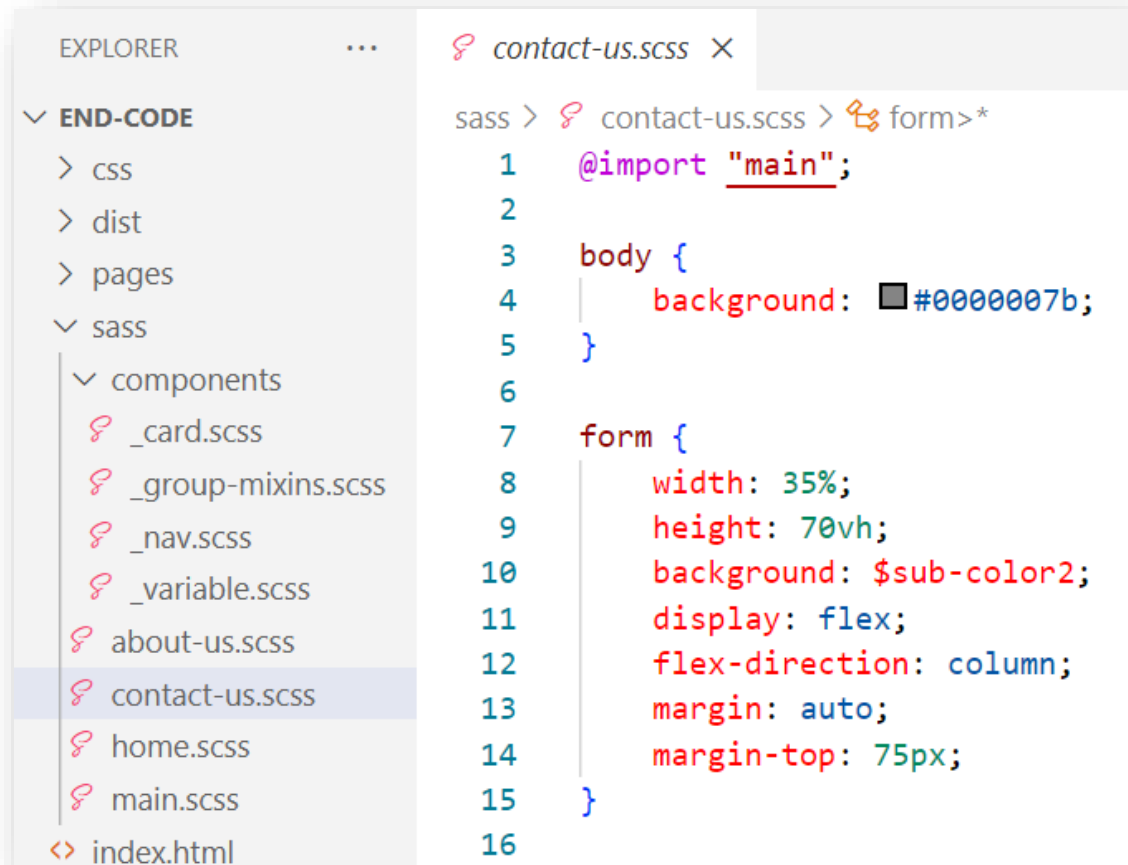 EXPLORER ...
END-CODE
css
dist
pages
sass
components
_card.scss
_group-mixins.scss
_nav.scss
_variable.scss
about-us.scss
contact-us.scss
home.scss
main.scss
index.html
contact-us.scss
sass > contact-us.scss > form>*
1 @import "main";
2
3 body {
4 background: #0000007b;
5 }
6
7 form {
8 width: 35%;
9 height: 70vh;
10 background: $sub-color2;
11 display: flex;
12 flex-direction: column;
13 margin: auto;
14 margin-top: 75px;
15 }
16